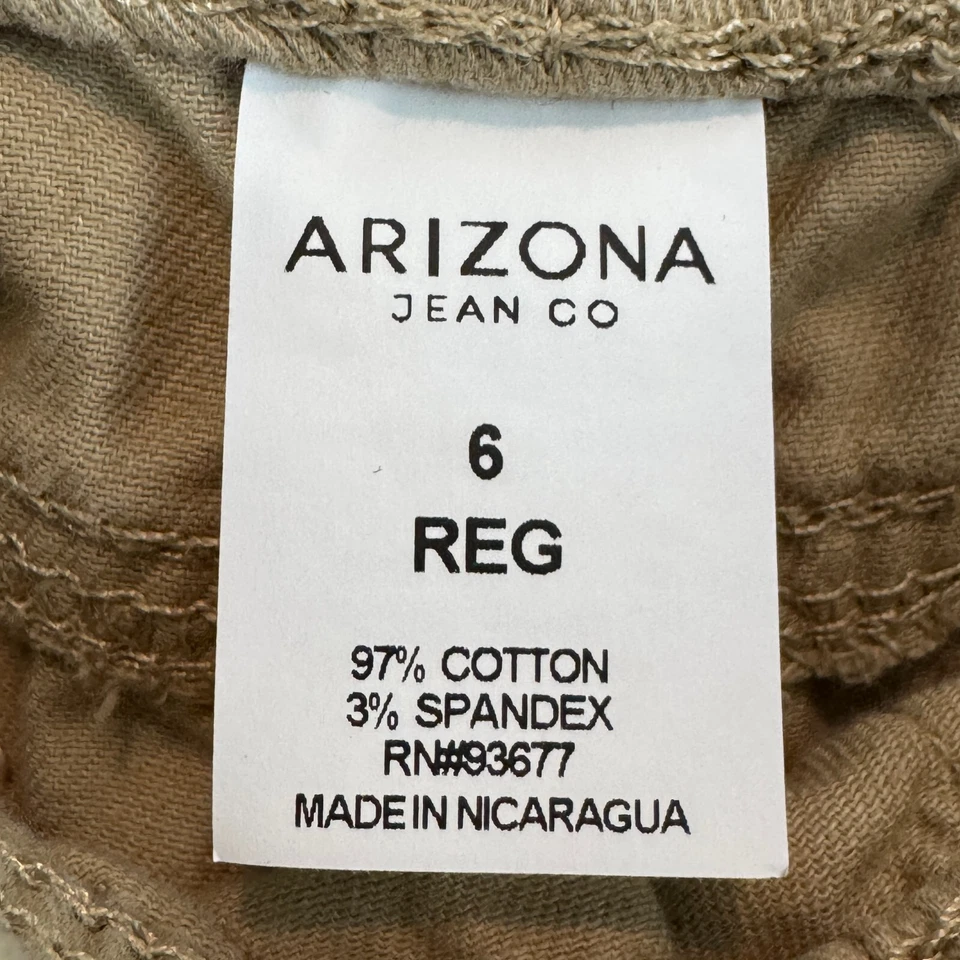 ARIZONA
JEAN CO
6
REG
97% COTTON
3% SPANDEX
RN#93677
MADE IN NICARAGUA